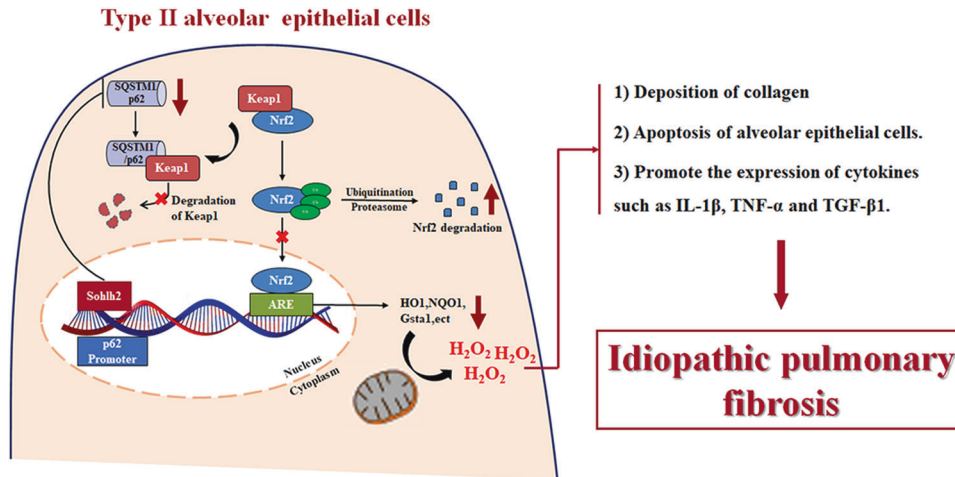 Type II alveolar epithelial cells
SQSTM1
p62
SQSTM1
/p62
Keap1
Degradation
of Keap1
Keap1
Nrf2
Nrf2
Ub
Ub
Ub
Ubiquitination
Proteasome
Nrf2 degradation
Sohlh2
p62
Promoter
Nrf2
ARE
Nucleus
Cytoplasm
HO1,NQO1,
Gsta1,ect
H2O2 H2O2
H2O2
1) Deposition of collagen
2) Apoptosis of alveolar epithelial cells.
3) Promote the expression of cytokines
such as IL-1β, TNF-α and TGF-β1.
Idiopathic pulmonary
fibrosis